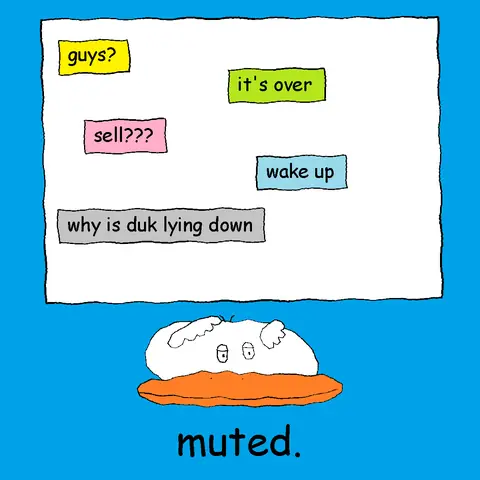 guys?
it's over
sell???
wake up
why is duk lying down
muted.